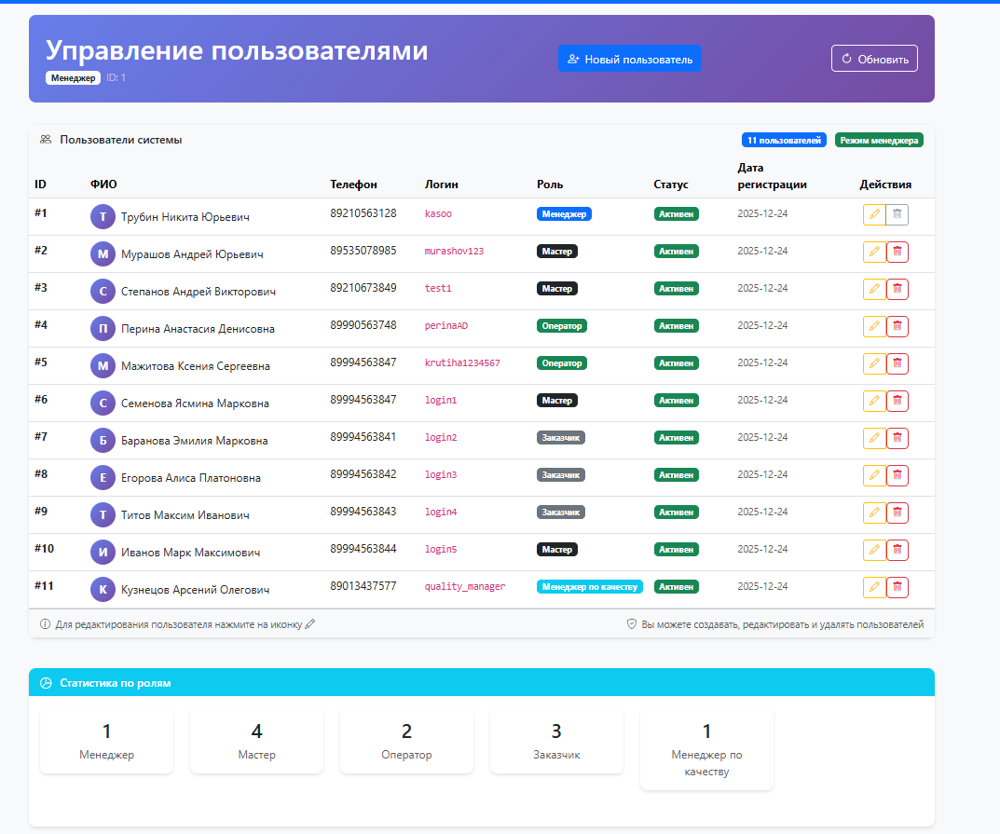 Управление пользователями
Менеджер ID: 1
Новый пользователь
Обновить
Пользователи системы
11 пользователей Режим менеджера
ID ФИО Телефон Логин Роль Статус Дата регистрации Действия
#1 Т Трубин Никита Юрьевич 89210563128 kasoo Менеджер Активен 2025-12-24
#2 М Мурашов Андрей Юрьевич 89535078985 murashov123 Мастер Активен 2025-12-24
#3 С Степанов Андрей Викторович 89210673849 test1 Мастер Активен 2025-12-24
#4 П Перина Анастасия Денисовна 89990563748 perinaAD Оператор Активен 2025-12-24
#5 М Мажитова Ксения Сергеевна 89994563847 krutiha1234567 Оператор Активен 2025-12-24
#6 С Семенова Ясмина Марковна 89994563847 login1 Мастер Активен 2025-12-24
#7 Б Баранова Эмилия Марковна 89994563841 login2 Заказчик Активен 2025-12-24
#8 Е Егорова Алиса Платоновна 89994563842 login3 Заказчик Активен 2025-12-24
#9 Т Титов Максим Иванович 89994563843 login4 Заказчик Активен 2025-12-24
#10 И Иванов Марк Максимович 89994563844 login5 Мастер Активен 2025-12-24
#11 К Кузнецов Арсений Олегович 89013437577 quality_manager Менеджер по качеству Активен 2025-12-24
Для редактирования пользователя нажмите на иконку
Вы можете создавать, редактировать и удалять пользователей
Статистика по ролям
1 4 2 3 1
Менеджер Мастер Оператор Заказчик Менеджер по
качеству